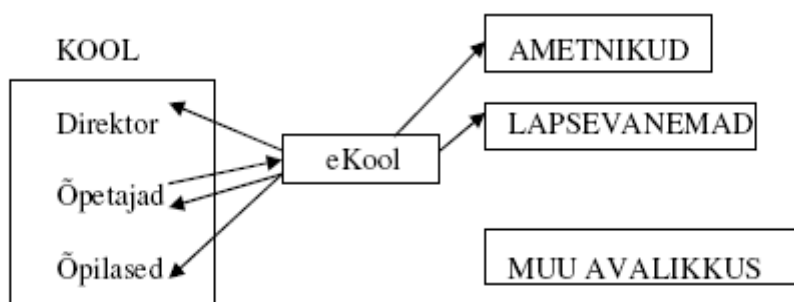 KOOL
Direktor
Õpetajad
Õpilased
eKool
AMETNIKUD
LAPSEVANEMAD
MUU AVALIKKUS